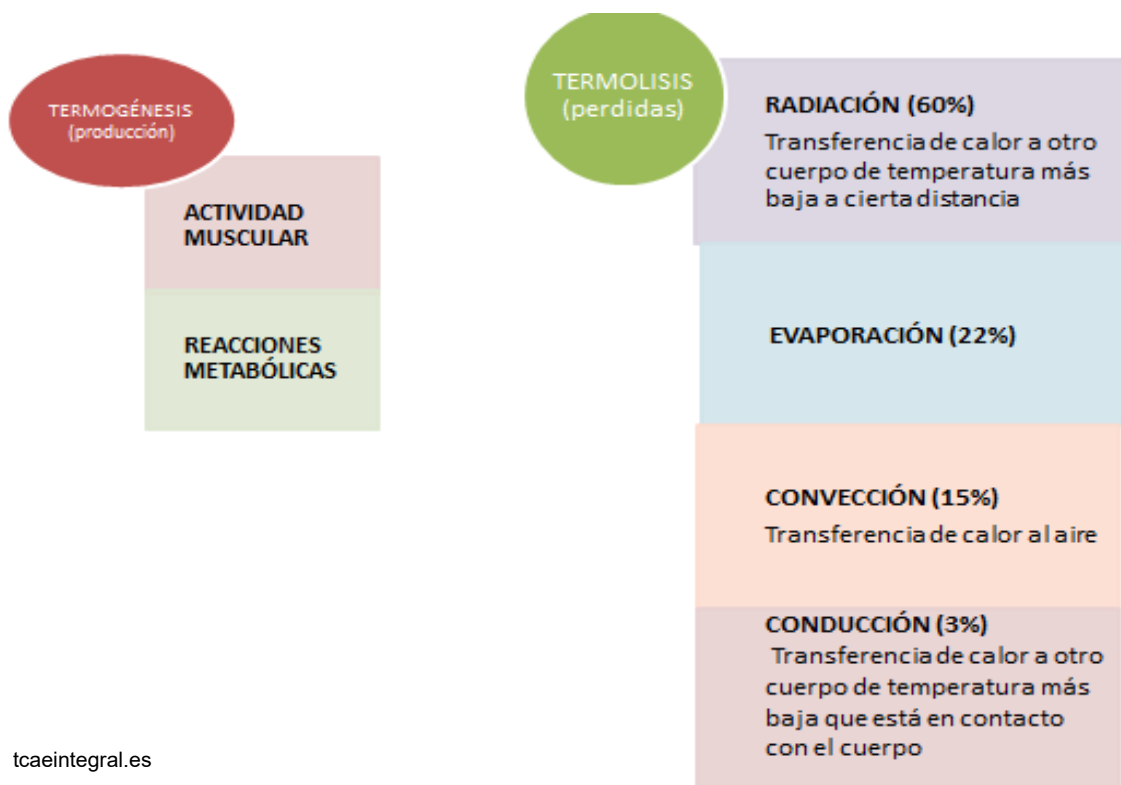 TERMOGÉNESIS
(producción)
ACTIVIDAD
MUSCULAR
REACCIONES
METABÓLICAS
TERMOLISIS
(perdidas)
RADIACIÓN (60%)
Transferencia de calor a otro
cuerpo de temperatura más
baja a cierta distancia
EVAPORACIÓN (22%)
CONVECCIÓN (15%)
Transferencia de calor al aire
CONDUCCIÓN (3%)
Transferencia de calor a otro
cuerpo de temperatura más
baja que está en contacto
con el cuerpo
tcaeintegral.es